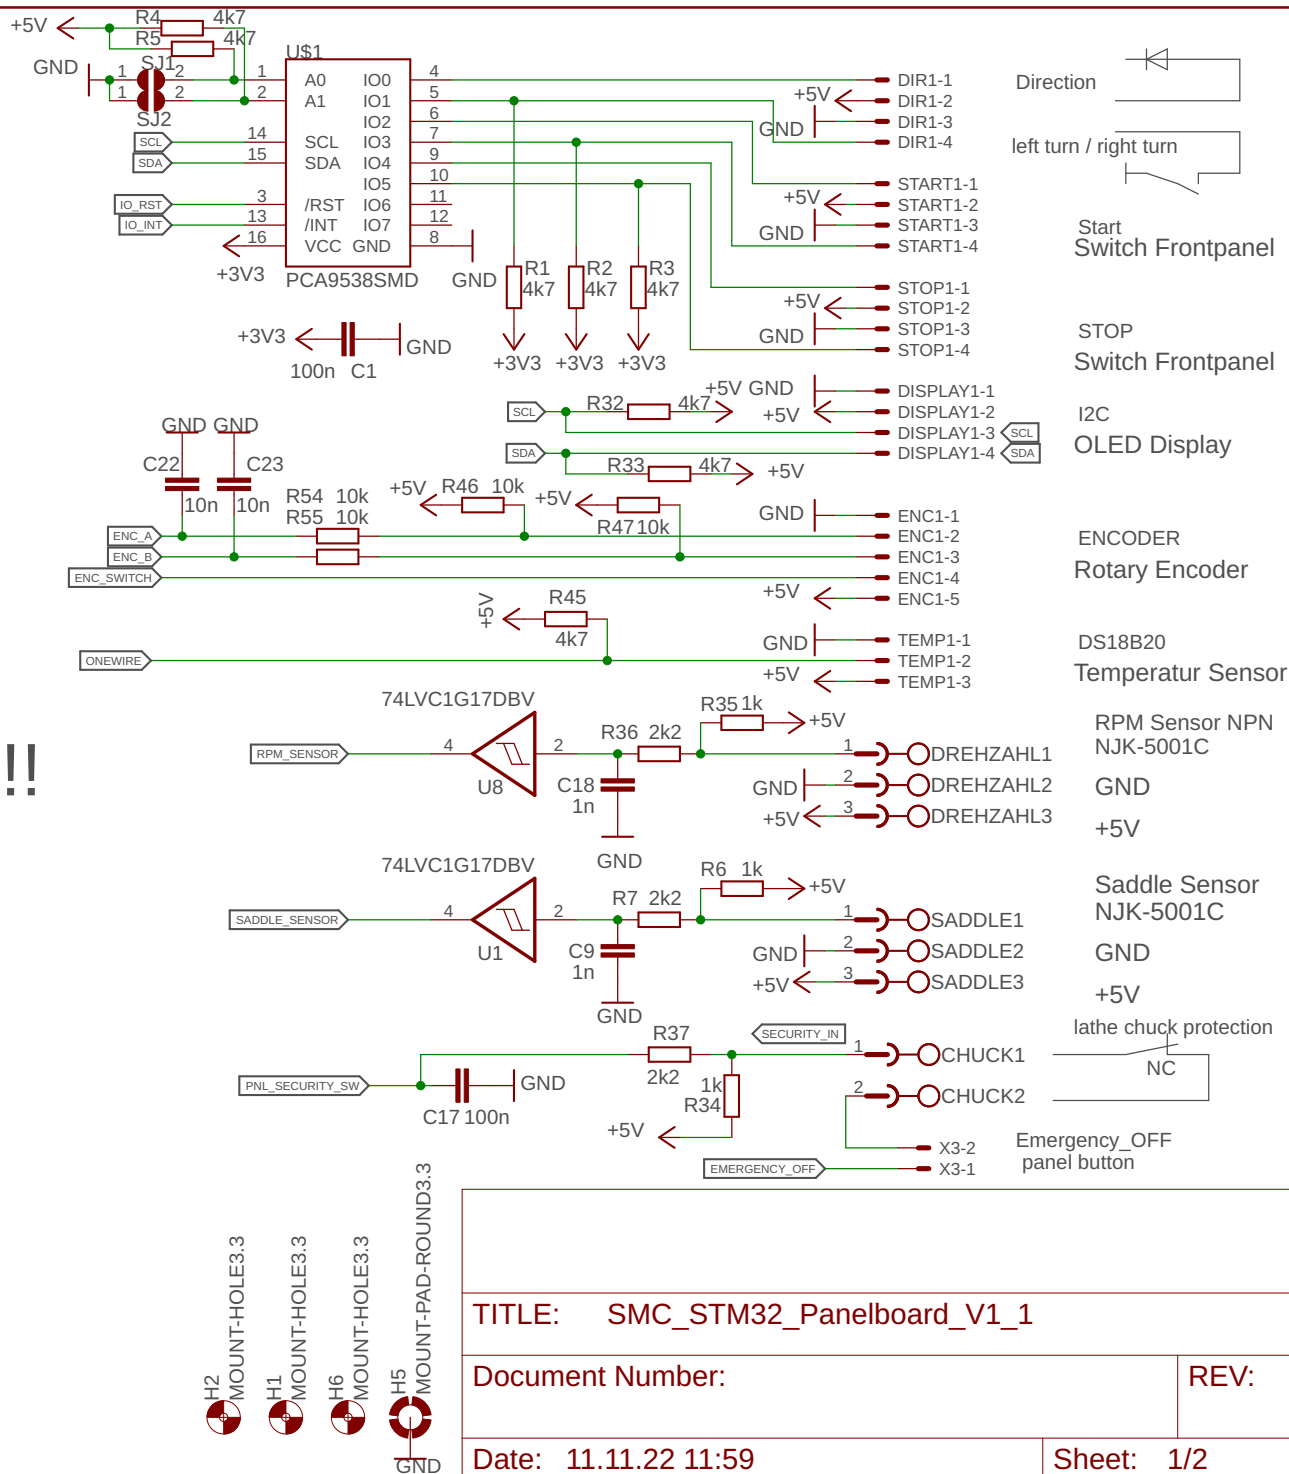 R4 4k7
+5V
R5 4k7
GND
SJ1
1 2
1 2
SJ2
U$1
1 A0 IO0 4
2 A1 IO1 5
IO2 6
14 SCL IO3 7
15 SDA IO4 9
IO5 10
3 /RST IO6 11
13 /INT IO7 12
16 VCC GND 8
PCA9538SMD
SCL
SDA
IO_RST
IO_INT
+3V3
GND
+3V3
GND
100n C1
R1
4k7
R2
4k7
R3
4k7
+3V3 +3V3 +3V3
DIR1-1
+5V DIR1-2
GND DIR1-3
DIR1-4
START1-1
+5V START1-2
GND START1-3
START1-4
STOP1-1
+5V STOP1-2
GND STOP1-3
STOP1-4
Direction
left turn / right turn
Start
Switch Frontpanel
STOP
Switch Frontpanel
SCL R32 4k7 +5V
GND DISPLAY1-1
+5V DISPLAY1-2
DISPLAY1-3 SCL
DISPLAY1-4 SDA
SDA R33 4k7 +5V
I2C
OLED Display
GND GND
C22 C23
10n 10n
R54 10k
R55 10k
+5V R46 10k
+5V R47 10k
ENC_A
ENC_B
ENC_SWITCH
GND ENC1-1
ENC1-2
ENC1-3
ENC1-4
+5V ENC1-5
ENCODER
Rotary Encoder
+5V R45
4k7
ONEWIRE
GND TEMP1-1
TEMP1-2
+5V TEMP1-3
DS18B20
Temperatur Sensor
!!
74LVC1G17DBV
RPM_SENSOR 4 2
U8
R36 2k2
R35 1k
+5V
C18
1n
GND
1 DREHZAHL1
GND 2 DREHZAHL2
+5V 3 DREHZAHL3
RPM Sensor NPN
NJK-5001C
GND
+5V
74LVC1G17DBV
SADDLE_SENSOR 4 2
U1
R7 2k2
R6 1k
+5V
C9
1n
GND
1 SADDLE1
GND 2 SADDLE2
+5V 3 SADDLE3
Saddle Sensor
NJK-5001C
GND
+5V
lathe chuck protection
NC
R37
2k2
SECURITY_IN
1 CHUCK1
2 CHUCK2
PNL_SECURITY_SW
GND
C17 100n
1k
R34
+5V
X3-2
EMERGENCY_OFF X3-1
Emergency_OFF
panel button
H2
MOUNT-HOLE3.3
H1
MOUNT-HOLE3.3
H6
MOUNT-HOLE3.3
H5
MOUNT-PAD-ROUND3.3
GND
TITLE: SMC_STM32_Panelboard_V1_1
Document Number:
REV:
Date: 11.11.22 11:59
Sheet: 1/2